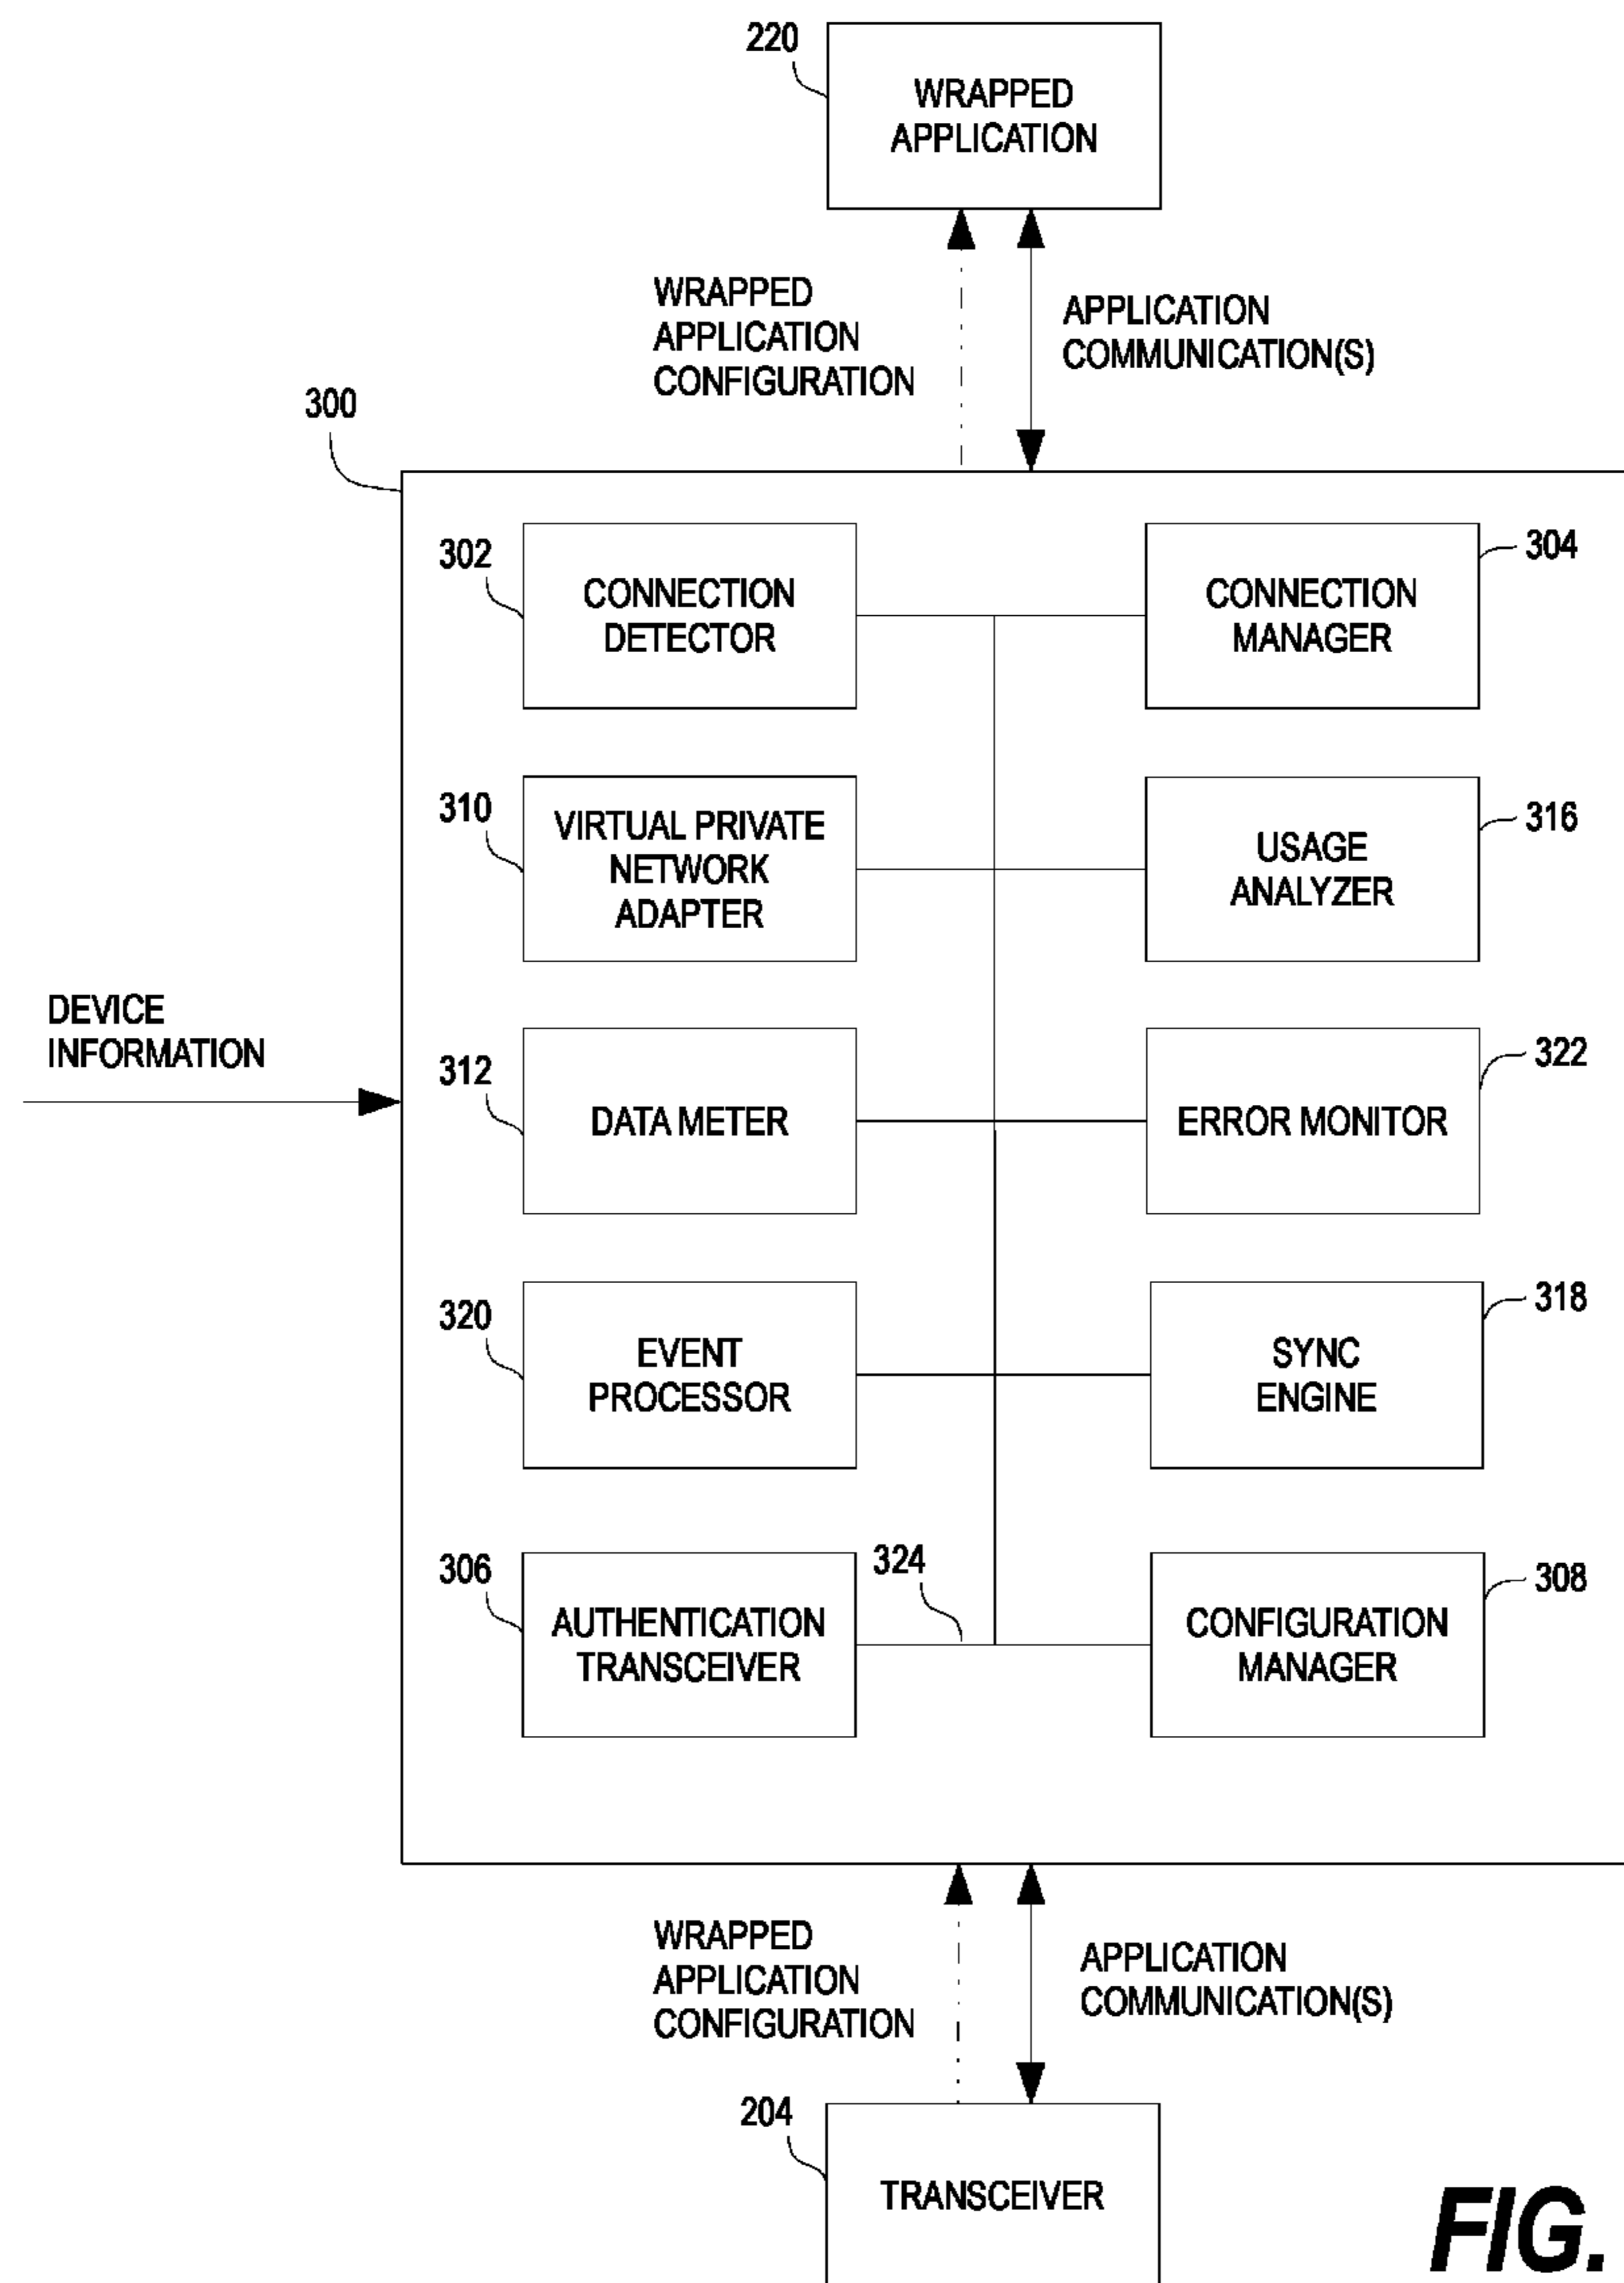 220
WRAPPED
APPLICATION
WRAPPED
APPLICATION
CONFIGURATION
APPLICATION
COMMUNICATION(S)
300
302
CONNECTION
DETECTOR
CONNECTION
MANAGER
304
310
VIRTUAL PRIVATE
NETWORK
ADAPTER
USAGE
ANALYZER
316
DEVICE
INFORMATION
312
DATA METER
ERROR MONITOR
322
320
EVENT
PROCESSOR
SYNC
ENGINE
318
306
AUTHENTICATION
TRANSCEIVER
324
CONFIGURATION
MANAGER
308
WRAPPED
APPLICATION
CONFIGURATION
APPLICATION
COMMUNICATION(S)
204
TRANSCEIVER
FIG.